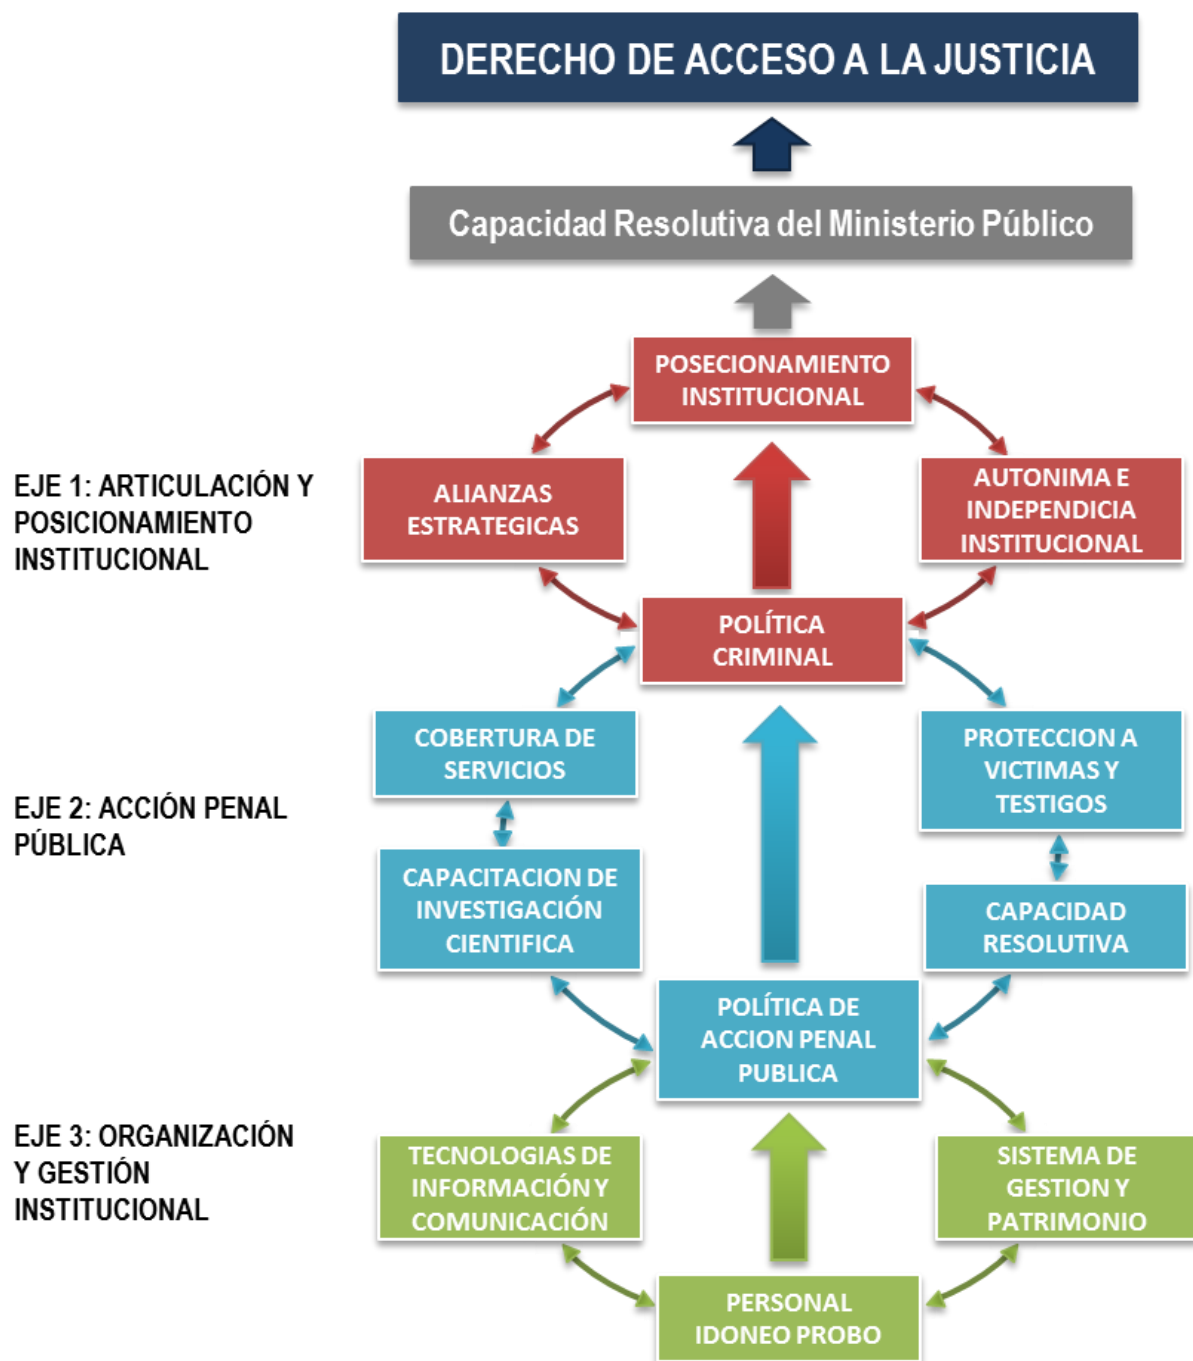 DERECHO DE ACCESO A LA JUSTICIA
Capacidad Resolutiva del Ministerio Público
POSECIONAMIENTO
INSTITUCIONAL
EJE 1: ARTICULACIÓN Y
POSICIONAMIENTO
INSTITUCIONAL
ALIANZAS
ESTRATEGICAS
AUTONIMA E
INDEPENDICIA
INSTITUCIONAL
POLÍTICA
CRIMINAL
EJE 2: ACCIÓN PENAL
PÚBLICA
COBERTURA DE
SERVICIOS
PROTECCION A
VICTIMAS Y
TESTIGOS
CAPACITACION DE
INVESTIGACIÓN
CIENTIFICA
CAPACIDAD
RESOLUTIVA
POLÍTICA DE
ACCION PENAL
PUBLICA
EJE 3: ORGANIZACIÓN
Y GESTIÓN
INSTITUCIONAL
TECNOLOGIAS DE
INFORMACIÓN Y
COMUNICACIÓN
SISTEMA DE
GESTION Y
PATRIMONIO
PERSONAL
IDONEO PROBO